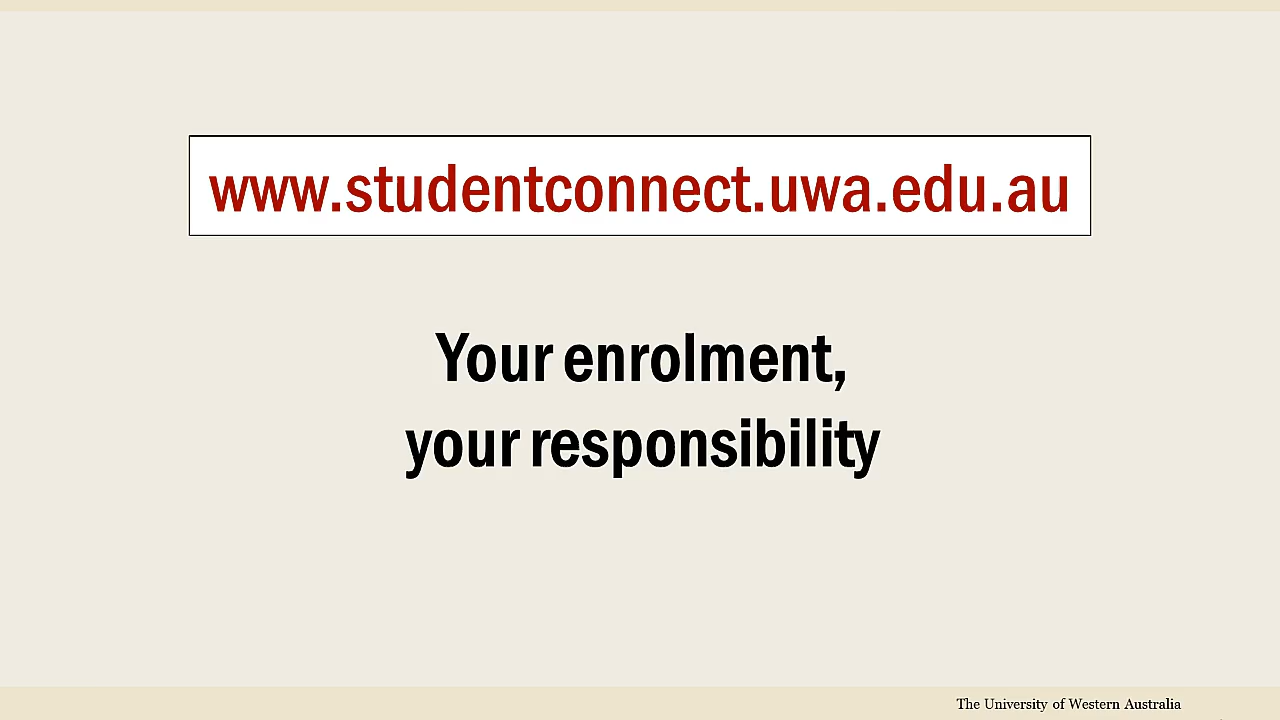 www.studentconnect.uwa.edu.au
Your enrolment,
your responsibility
The University of Western Australia